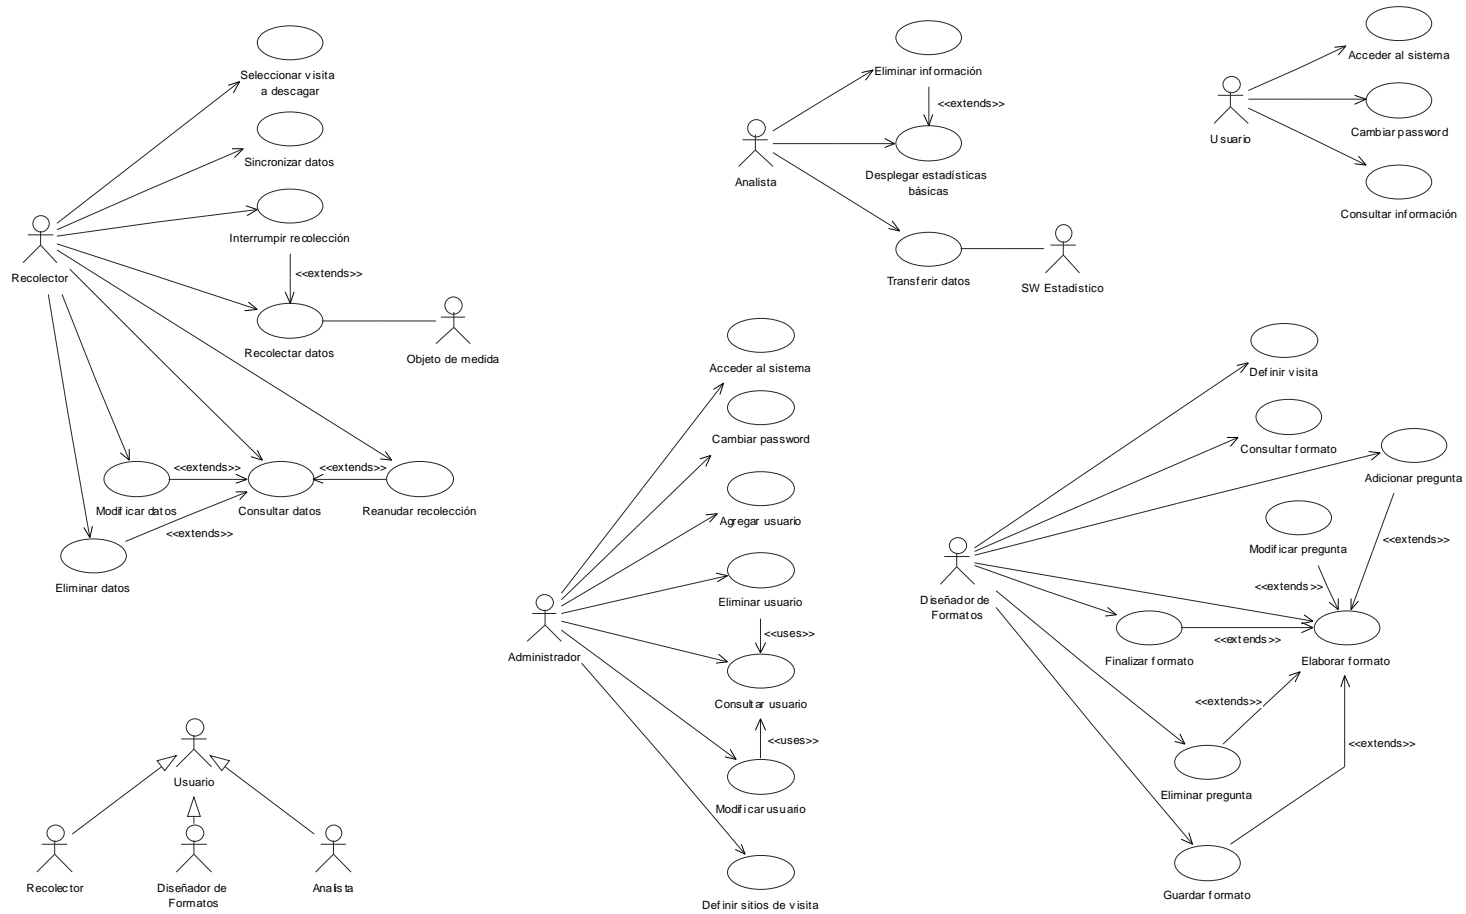 Seleccionar visita
a descagar
Sincronizar datos
Interrumpir recolección
<<extends>>
Recolector
Recolectar datos
Objeto de medida
<<extends>>
<<extends>>
Modificar datos
Consultar datos
Reanudar recolección
<<extends>>
Eliminar datos
Eliminar información
<<extends>>
Analista
Desplegar estadísticas
básicas
Transferir datos
SW Estadístico
Acceder al sistema
Usuario
Cambiar password
Consultar información
Acceder al sistema
Cambiar password
Agregar usuario
Eliminar usuario
<<uses>>
Administrador
Consultar usuario
<<uses>>
Modificar usuario
Definir sitios de visita
Definir visita
Consultar formato
Adicionar pregunta
Modificar pregunta
<<extends>>
<<extends>>
Diseñador de
Formatos
<<extends>>
Finalizar formato
Elaborar formato
<<extends>>
<<extends>>
Eliminar pregunta
Guardar formato
Usuario
Recolector
Diseñador de
Formatos
Analista